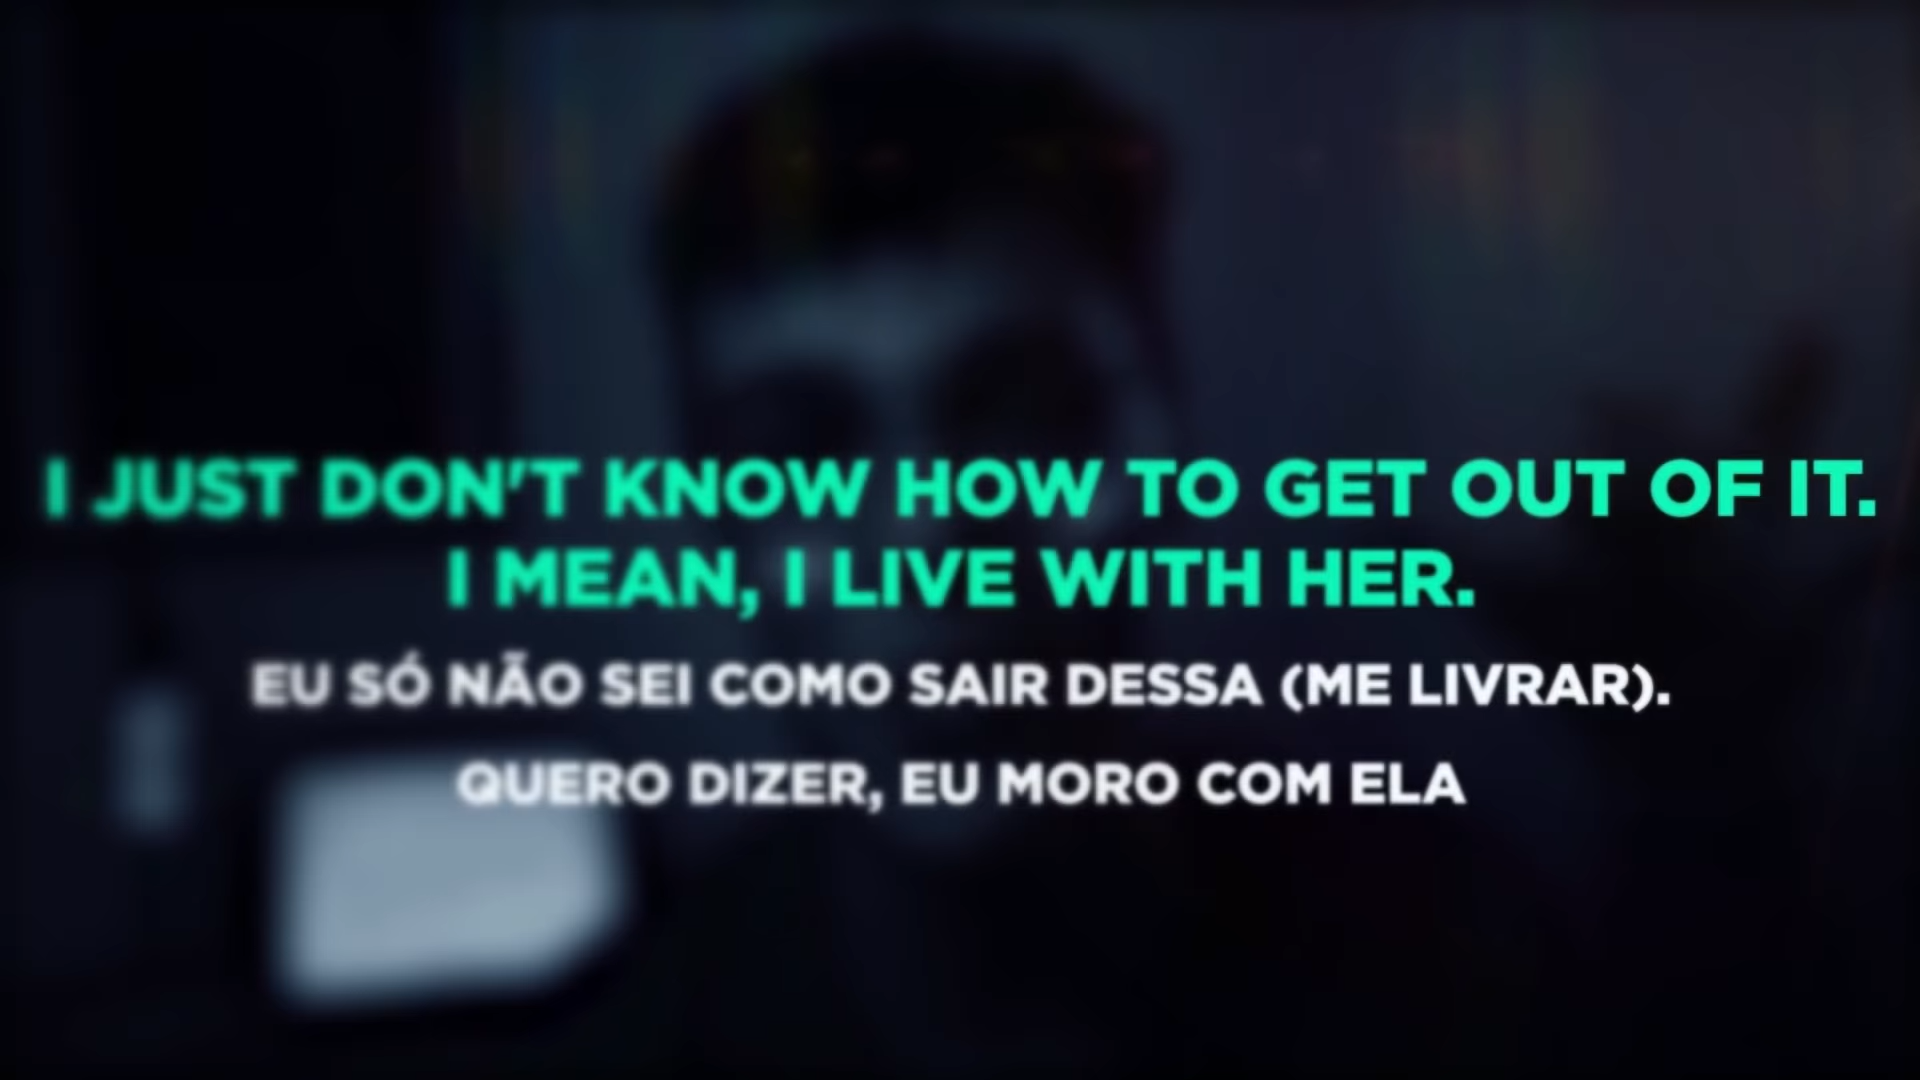 I JUST DON'T KNOW HOW TO GET OUT OF IT.
I MEAN, I LIVE WITH HER.
EU SÓ NÃO SEI COMO SAIR DESSA (ME LIVRAR).
QUERO DIZER, EU MORO COM ELA